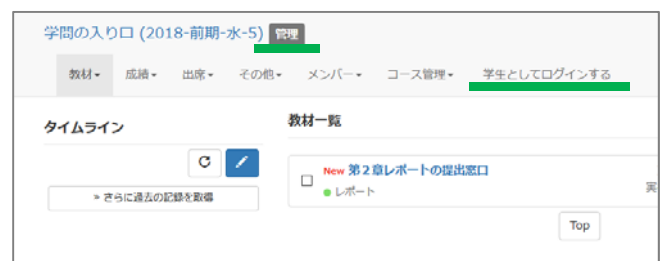 学問の入り口 (2018-前期-水-5) 管理
教材 成績 出席 その他 メンバー コース管理 学生としてログインする
タイムライン
教材一覧
New 第2章レポートの提出窓口
レポート
実
» さらに過去の記録を取得
Top